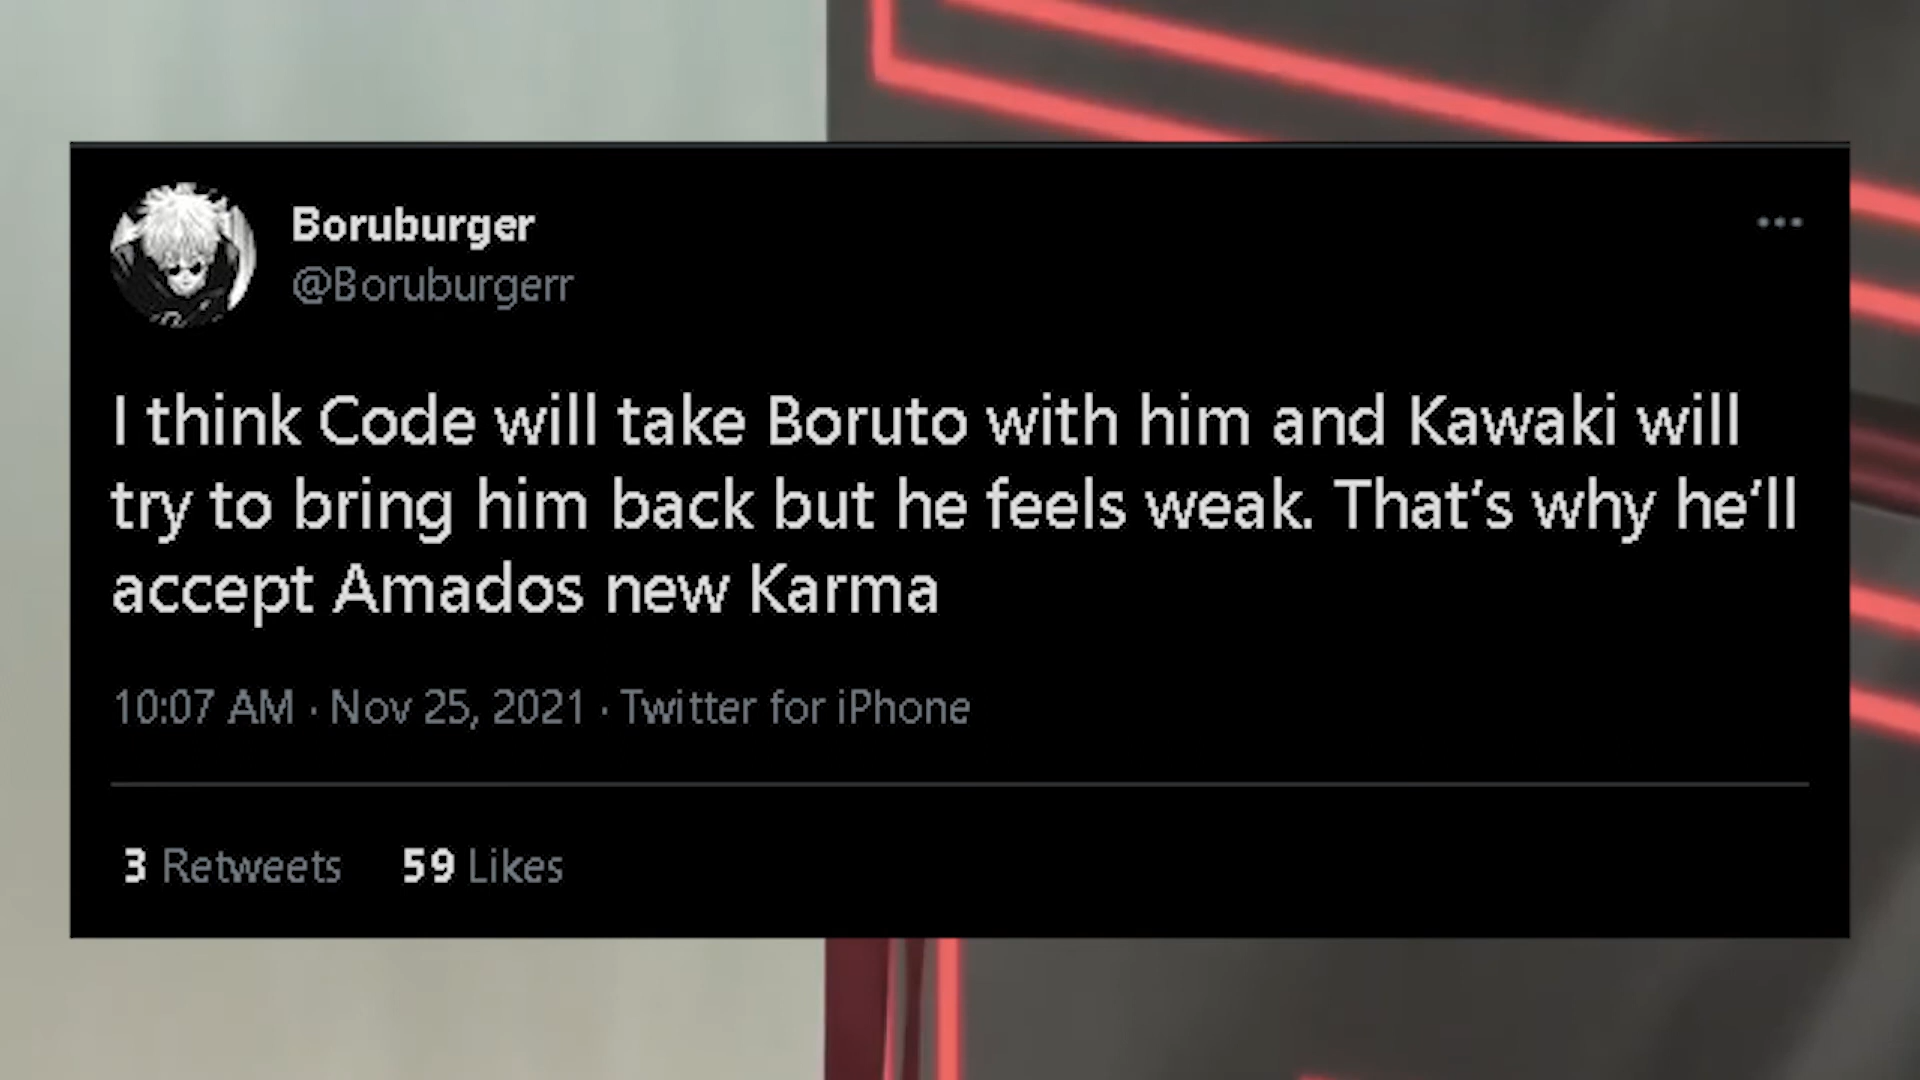 Boruburger
@Boruburgerr
I think Code will take Boruto with him and Kawaki will
try to bring him back but he feels weak. That’s why he’ll
accept Amados new Karma
10:07 AM · Nov 25, 2021 · Twitter for iPhone
3 Retweets 59 Likes